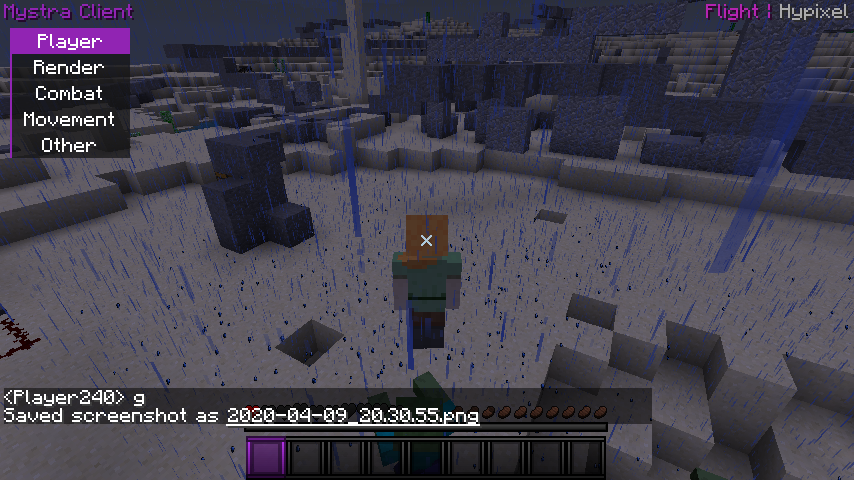 Mystra Client
Flight | Hypixel
Player
Render
Combat
Movement
Other
<Player240> g
Saved screenshot as 2020-04-09_20.30.55.png